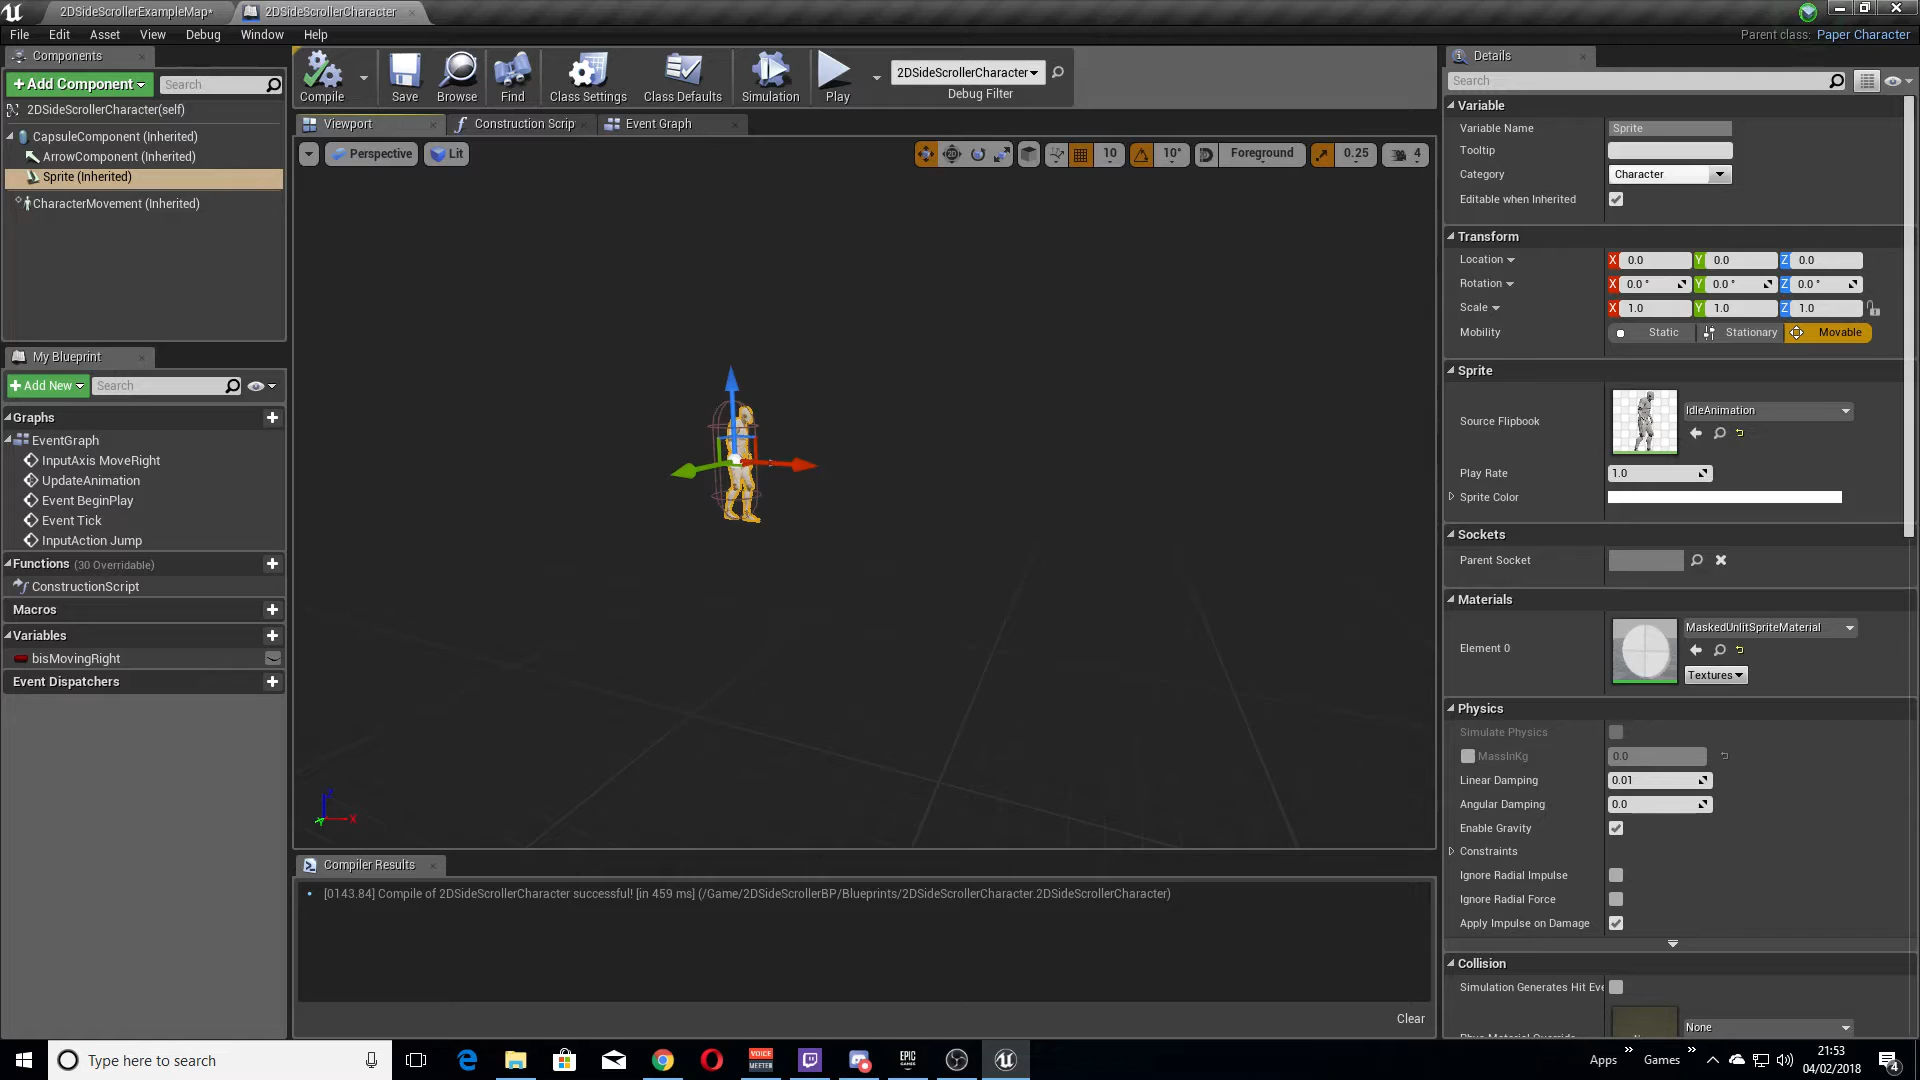 2DSideScrollerExampleMap*
2DSideScrollerCharacter
File Edit Asset View Debug Window Help
Parent class: Paper Character
Components
+Add Component
Search
2DSideScrollerCharacter(self)
CapsuleComponent (Inherited)
ArrowComponent (Inherited)
Sprite (Inherited)
CharacterMovement (Inherited)
My Blueprint
+Add New
Search
Graphs
EventGraph
InputAxis MoveRight
UpdateAnimation
Event BeginPlay
Event Tick
InputAction Jump
Functions (30 Overridable)
ConstructionScript
Macros
Variables
bisMovingRight
Event Dispatchers
Compile
Save
Browse
Find
Class Settings
Class Defaults
Simulation
Play
2DSideScrollerCharacter
Debug Filter
Viewport
Construction Scrip
Event Graph
Perspective
Lit
10
10°
Foreground
0.25
4
Z
X
Y
Compiler Results
[0143.84] Compile of 2DSideScrollerCharacter successful! [in 459 ms] (/Game/2DSideScrollerBP/Blueprints/2DSideScrollerCharacter.2DSideScrollerCharacter)
Clear
Details
Search
Variable
Variable Name Sprite
Tooltip
Category Character
Editable when Inherited
Transform
Location X 0.0 Y 0.0 Z 0.0
Rotation X 0.0 ° Y 0.0 ° Z 0.0 °
Scale X 1.0 Y 1.0 Z 1.0
Mobility Static Stationary Movable
Sprite
Source Flipbook IdleAnimation
Play Rate 1.0
Sprite Color
Sockets
Parent Socket
Materials
Element 0 MaskedUnlitSpriteMaterial
Textures
Physics
Simulate Physics
MassInKg 0.0
Linear Damping 0.01
Angular Damping 0.0
Enable Gravity
Constraints
Ignore Radial Impulse
Ignore Radial Force
Apply Impulse on Damage
Collision
Simulation Generates Hit Eve
None
Type here to search
VOICE MEETER
EPIC GAMES
Apps
Games
21:53
04/02/2018
4